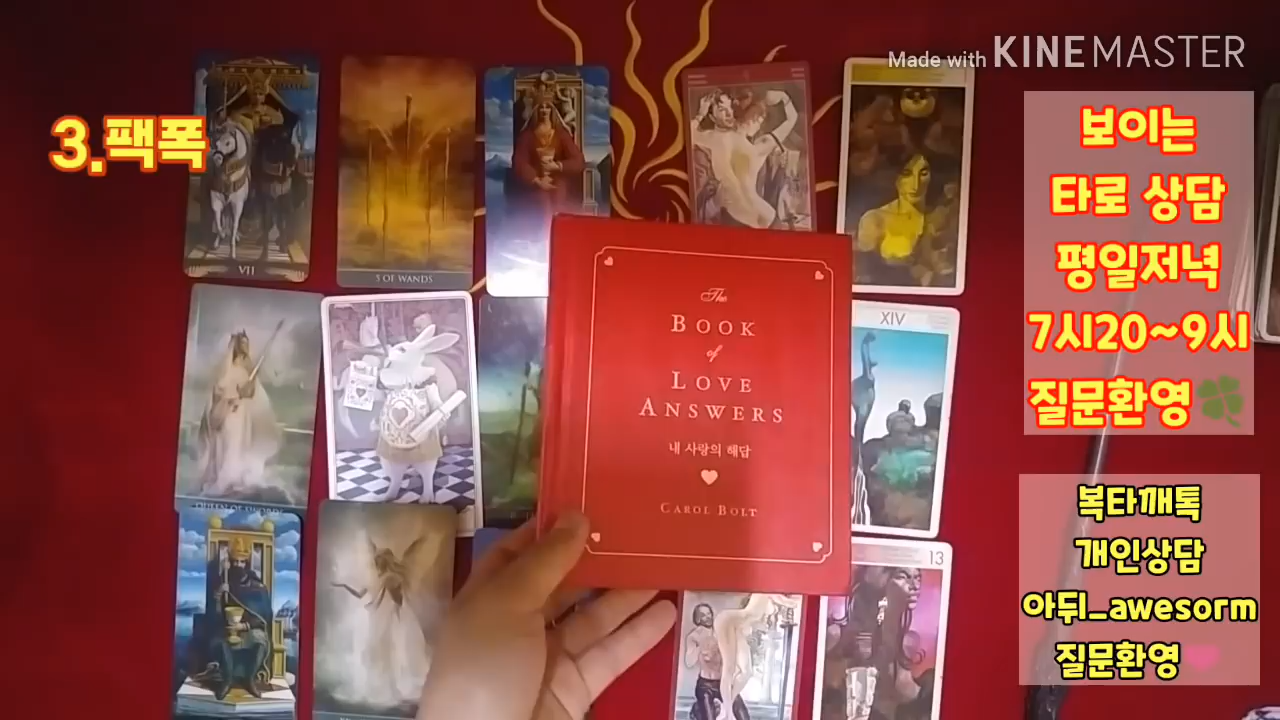 Made with KINEMASTER
3.팩폭
보이는
타로 상담
평일저녁
7시20~9시
질문환영🍀
VII
5 OF WANDS
The
BOOK
of
LOVE
ANSWERS
내 사랑의 해답
CAROL BOLT
XIV
QUEEN OF SWORDS
13
복타깨톡
개인상담
아뒤_awesorm
질문환영